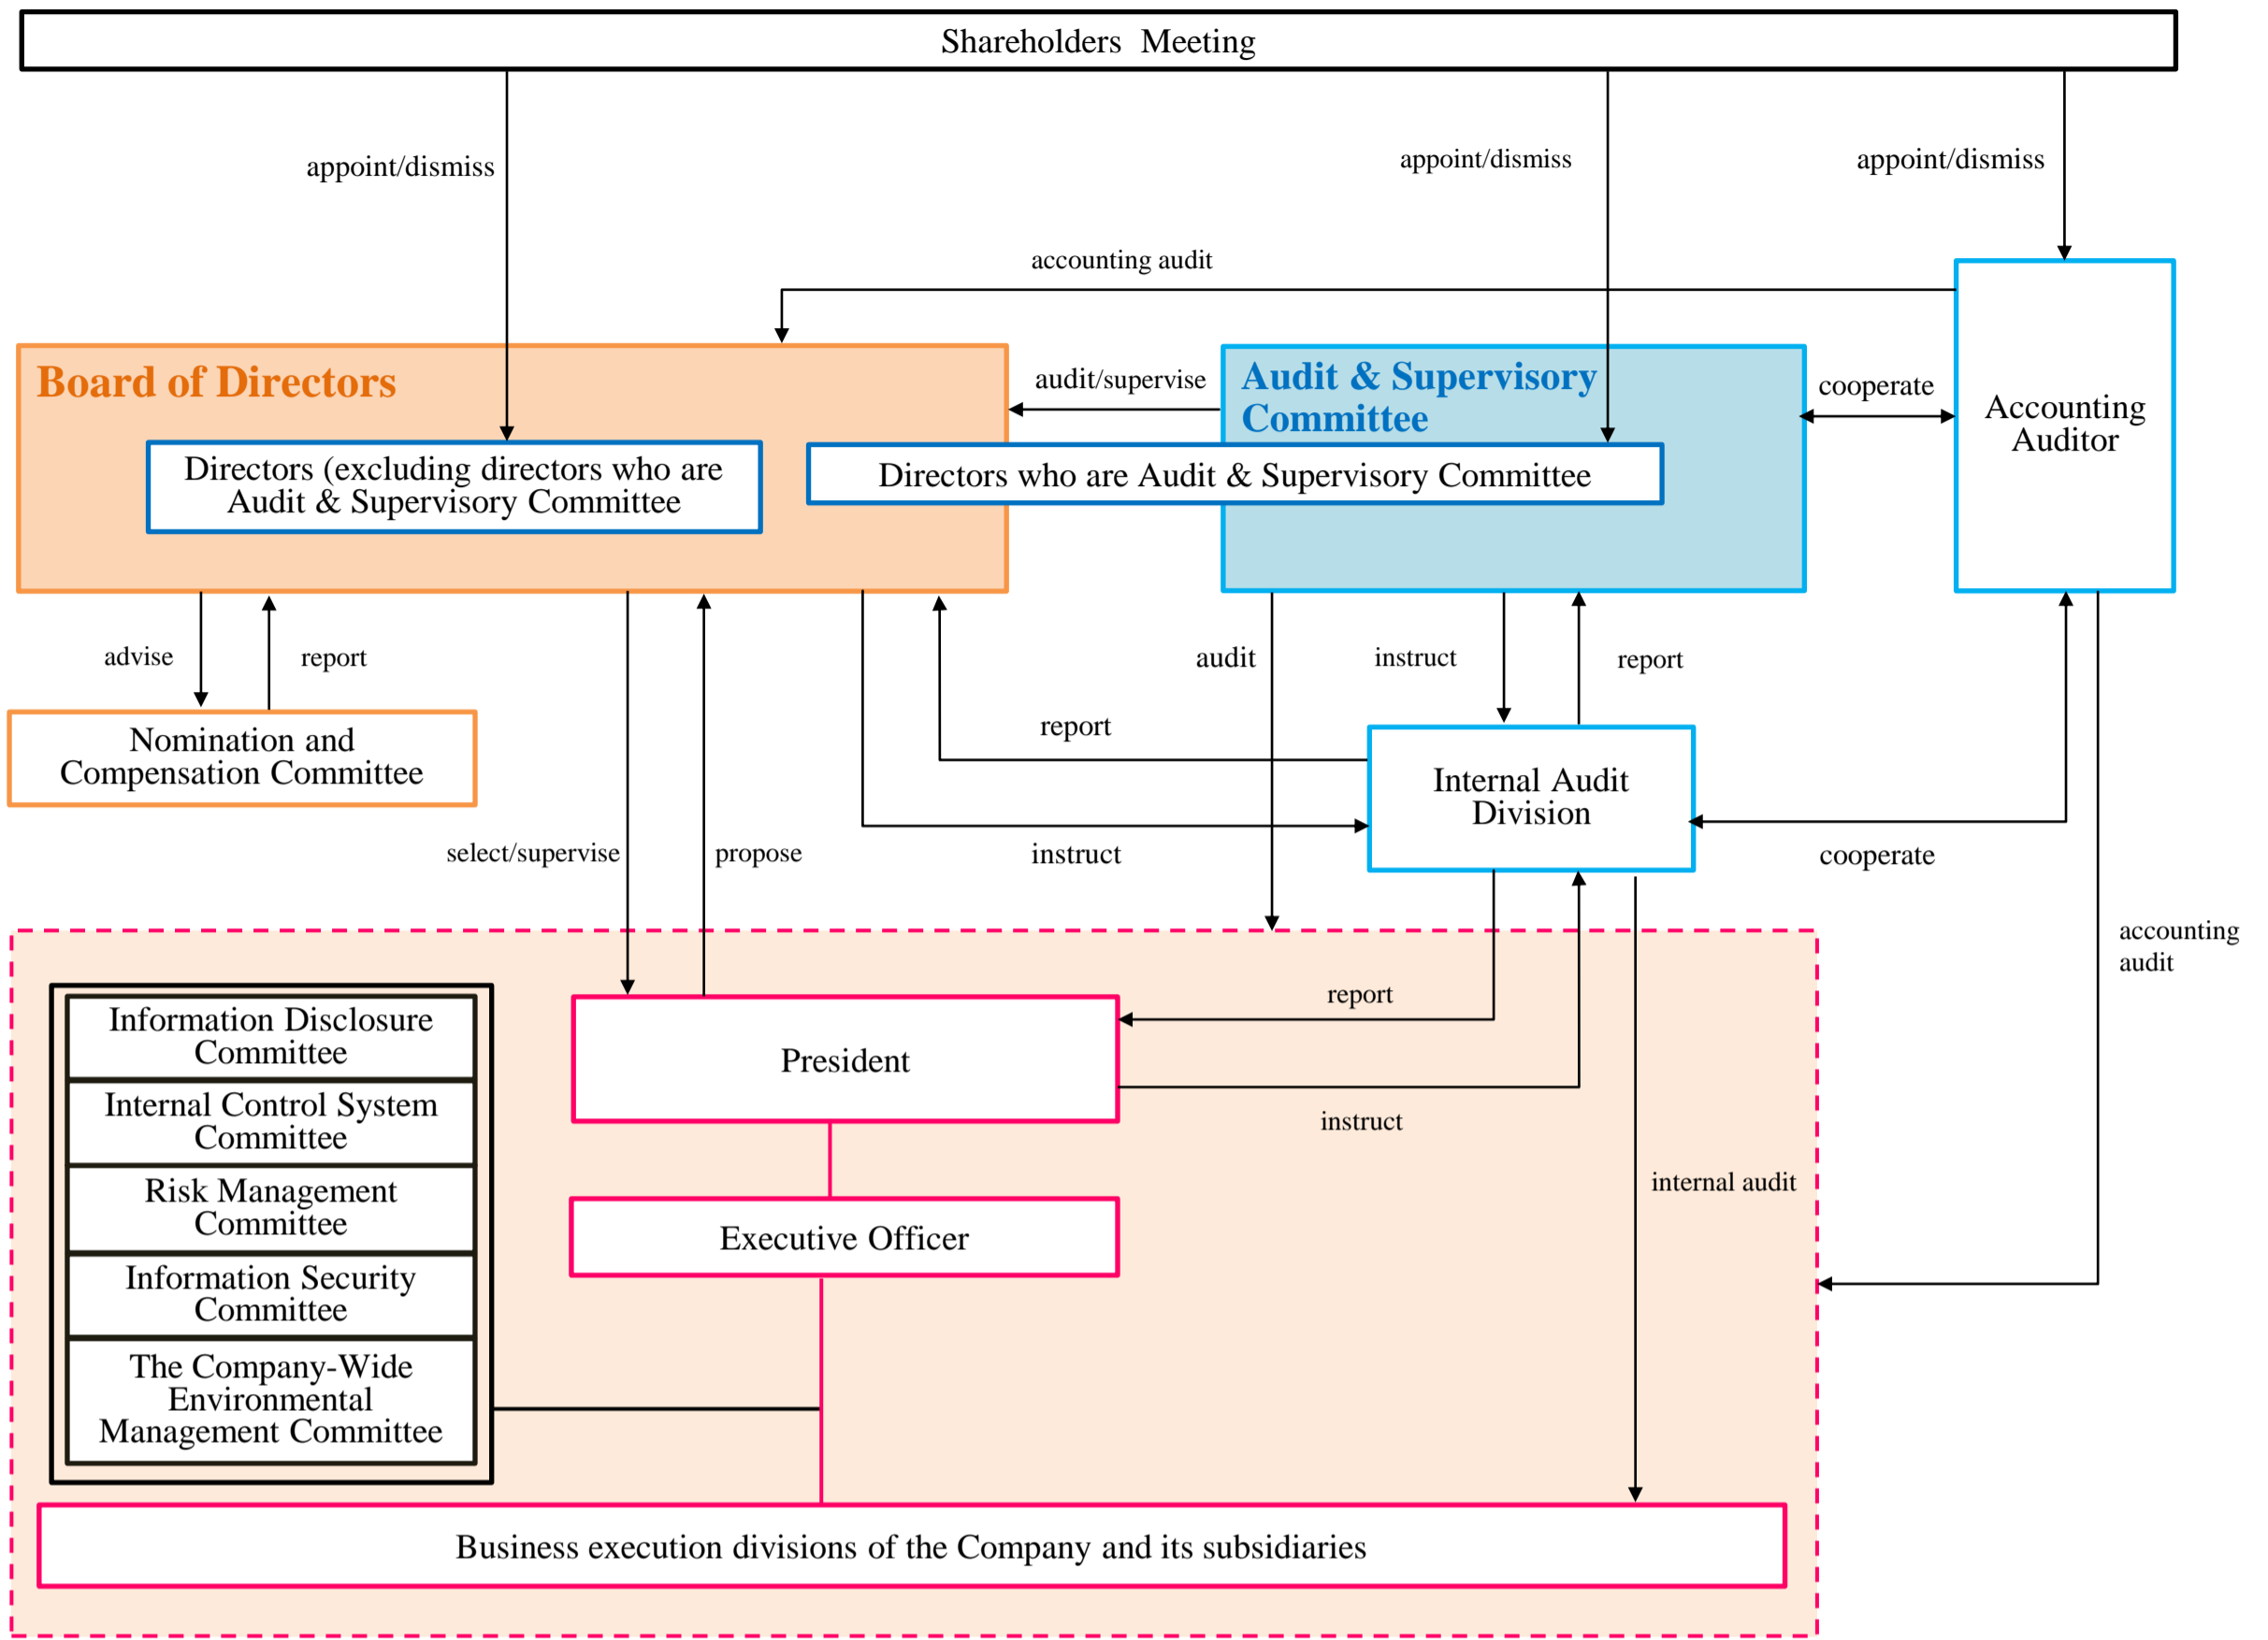 Shareholders Meeting
appoint/dismiss
appoint/dismiss
appoint/dismiss
accounting audit
Board of Directors
audit/supervise
Audit & Supervisory
Committee
cooperate
Accounting
Auditor
Directors (excluding directors who are
Audit & Supervisory Committee
Directors who are Audit & Supervisory Committee
advise
report
audit
instruct
report
Nomination and
Compensation Committee
report
Internal Audit
Division
select/supervise
propose
instruct
cooperate
accounting
audit
Information Disclosure
Committee
Internal Control System
Committee
Risk Management
Committee
Information Security
Committee
The Company-Wide
Environmental
Management Committee
President
report
instruct
internal audit
Executive Officer
Business execution divisions of the Company and its subsidiaries